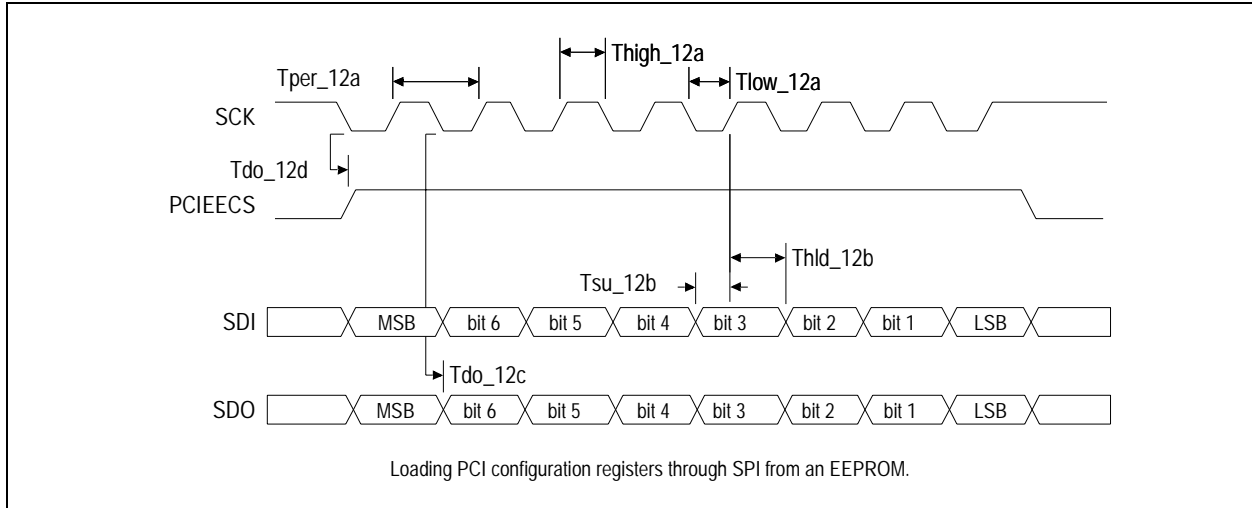 Thigh_12a
Tper_12a
Tlow_12a
SCK
Tdo_12d
PCIEECS
Thld_12b
Tsu_12b
SDI MSB bit 6 bit 5 bit 4 bit 3 bit 2 bit 1 LSB
Tdo_12c
SDO MSB bit 6 bit 5 bit 4 bit 3 bit 2 bit 1 LSB
Loading PCI configuration registers through SPI from an EEPROM.